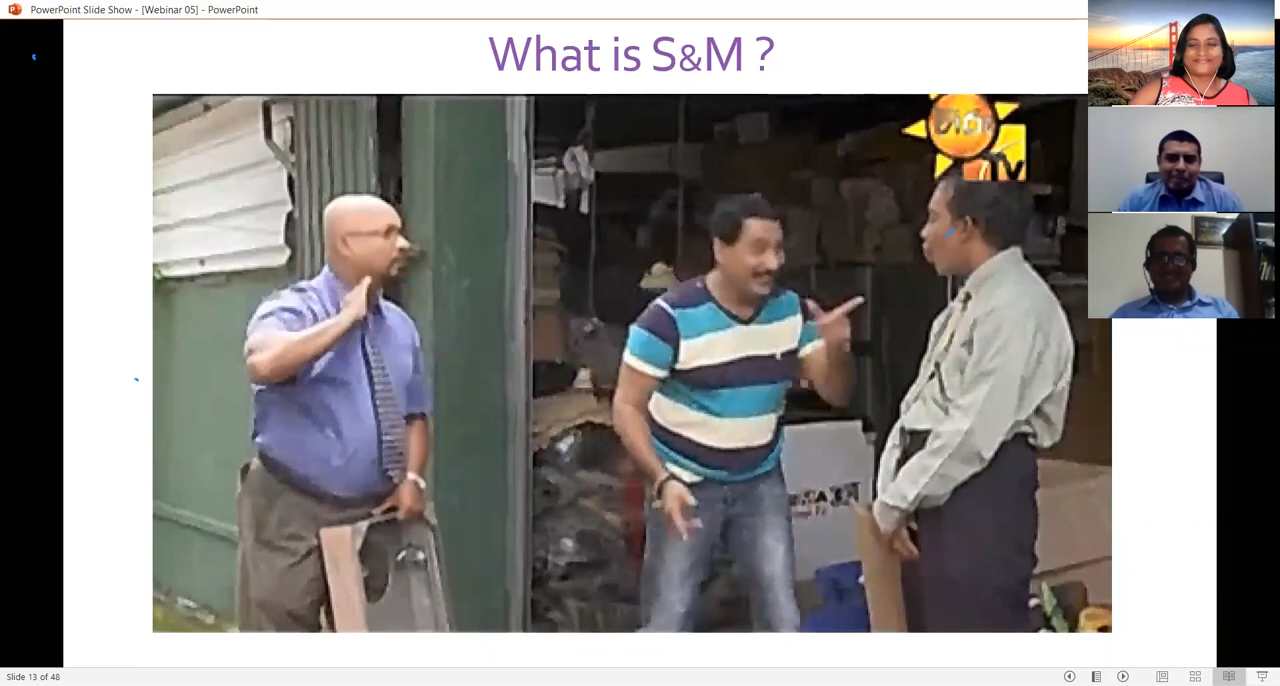 PowerPoint Slide Show - [Webinar 05] - PowerPoint
What is S&M ?
TV
Slide 13 of 48